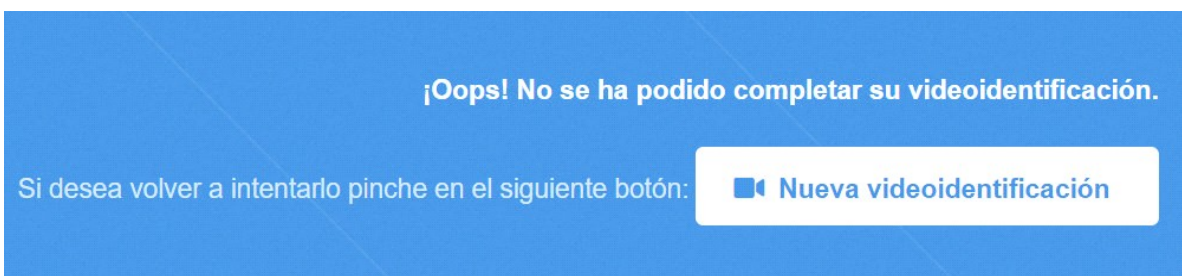 ¡Oops! No se ha podido completar su videoidentificación.
Si desea volver a intentarlo pinche en el siguiente botón: Nueva videoidentificación